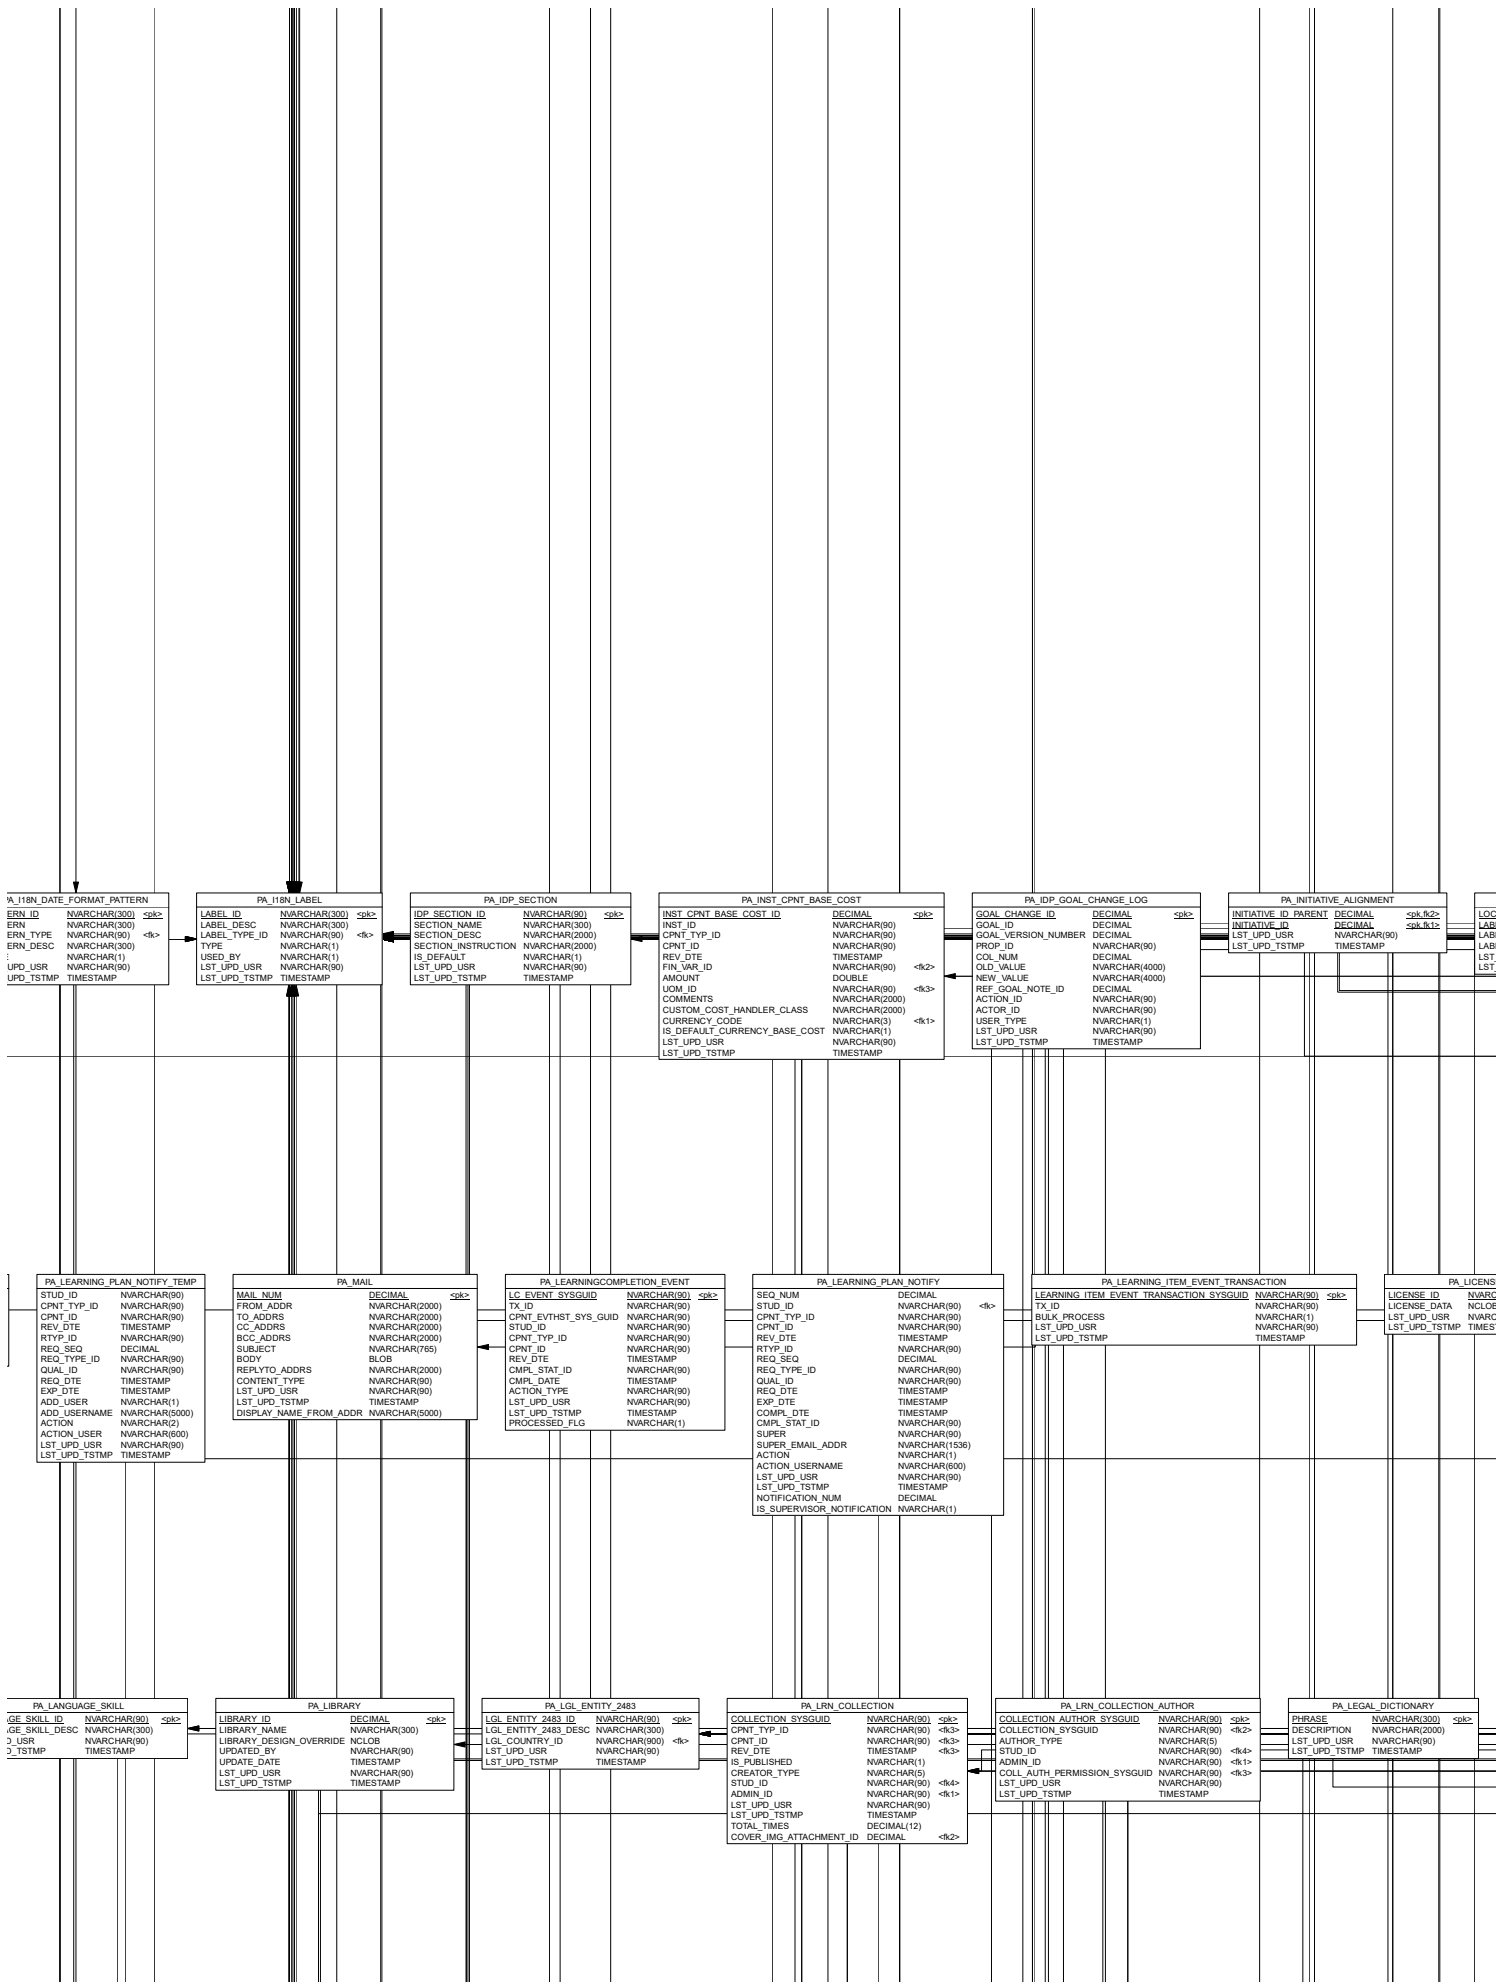 PA_I18N_DATE_FORMAT_PATTERN
ERN_ID NVARCHAR(300) <pk>
ERN NVARCHAR(300)
ERN_TYPE NVARCHAR(90) <fk>
ERN_DESC NVARCHAR(300)
E NVARCHAR(1)
UPD_USR NVARCHAR(90)
UPD_TSTMP TIMESTAMP
PA_I18N_LABEL
LABEL_ID NVARCHAR(300) <pk>
LABEL_DESC NVARCHAR(300)
LABEL_TYPE_ID NVARCHAR(90) <fk>
TYPE NVARCHAR(1)
USED_BY NVARCHAR(1)
LST_UPD_USR NVARCHAR(90)
LST_UPD_TSTMP TIMESTAMP
PA_IDP_SECTION
IDP_SECTION_ID NVARCHAR(90) <pk>
SECTION_NAME NVARCHAR(300)
SECTION_DESC NVARCHAR(2000)
SECTION_INSTRUCTION NVARCHAR(2000)
IS_DEFAULT NVARCHAR(1)
LST_UPD_USR NVARCHAR(90)
LST_UPD_TSTMP TIMESTAMP
PA_INST_CPNT_BASE_COST
INST_CPNT_BASE_COST_ID DECIMAL <pk>
INST_ID NVARCHAR(90)
CPNT_TYP_ID NVARCHAR(90)
CPNT_ID NVARCHAR(90)
REV_DTE TIMESTAMP
FIN_VAR_ID NVARCHAR(90) <fk2>
AMOUNT DOUBLE
UOM_ID NVARCHAR(90) <fk3>
COMMENTS NVARCHAR(2000)
CUSTOM_COST_HANDLER_CLASS NVARCHAR(2000)
CURRENCY_CODE NVARCHAR(3) <fk1>
IS_DEFAULT_CURRENCY_BASE_COST NVARCHAR(1)
LST_UPD_USR NVARCHAR(90)
LST_UPD_TSTMP TIMESTAMP
PA_IDP_GOAL_CHANGE_LOG
GOAL_CHANGE_ID DECIMAL <pk>
GOAL_ID DECIMAL
GOAL_VERSION_NUMBER DECIMAL
PROP_ID NVARCHAR(90)
COL_NUM DECIMAL
OLD_VALUE NVARCHAR(4000)
NEW_VALUE NVARCHAR(4000)
REF_GOAL_NOTE_ID DECIMAL
ACTION_ID NVARCHAR(90)
ACTOR_ID NVARCHAR(90)
USER_TYPE NVARCHAR(1)
LST_UPD_USR NVARCHAR(90)
LST_UPD_TSTMP TIMESTAMP
PA_INITIATIVE_ALIGNMENT
INITIATIVE_ID_PARENT DECIMAL <pk,fk2>
INITIATIVE_ID DECIMAL <pk,fk1>
LST_UPD_USR NVARCHAR(90)
LST_UPD_TSTMP TIMESTAMP
LOC
LABE
LABE
LABE
LST_
LST_
PA_LEARNING_PLAN_NOTIFY_TEMP
STUD_ID NVARCHAR(90)
CPNT_TYP_ID NVARCHAR(90)
CPNT_ID NVARCHAR(90)
REV_DTE TIMESTAMP
RTYP_ID NVARCHAR(90)
REQ_SEQ DECIMAL
REQ_TYPE_ID NVARCHAR(90)
QUAL_ID NVARCHAR(90)
REQ_DTE TIMESTAMP
EXP_DTE TIMESTAMP
ADD_USER NVARCHAR(1)
ADD_USERNAME NVARCHAR(5000)
ACTION NVARCHAR(2)
ACTION_USER NVARCHAR(600)
LST_UPD_USR NVARCHAR(90)
LST_UPD_TSTMP TIMESTAMP
PA_MAIL
MAIL_NUM DECIMAL <pk>
FROM_ADDR NVARCHAR(2000)
TO_ADDRS NVARCHAR(2000)
CC_ADDRS NVARCHAR(2000)
BCC_ADDRS NVARCHAR(2000)
SUBJECT NVARCHAR(765)
BODY BLOB
REPLYTO_ADDRS NVARCHAR(2000)
CONTENT_TYPE NVARCHAR(90)
LST_UPD_USR NVARCHAR(90)
LST_UPD_TSTMP TIMESTAMP
DISPLAY_NAME_FROM_ADDR NVARCHAR(5000)
PA_LEARNINGCOMPLETION_EVENT
LC_EVENT_SYSGUID NVARCHAR(90) <pk>
TX_ID NVARCHAR(90)
CPNT_EVTHST_SYS_GUID NVARCHAR(90)
STUD_ID NVARCHAR(90)
CPNT_TYP_ID NVARCHAR(90)
CPNT_ID NVARCHAR(90)
REV_DTE TIMESTAMP
CMPL_STAT_ID NVARCHAR(90)
CMPL_DATE TIMESTAMP
ACTION_TYPE NVARCHAR(90)
LST_UPD_USR NVARCHAR(90)
LST_UPD_TSTMP TIMESTAMP
PROCESSED_FLG NVARCHAR(1)
PA_LEARNING_PLAN_NOTIFY
SEQ_NUM DECIMAL
STUD_ID NVARCHAR(90) <fk>
CPNT_TYP_ID NVARCHAR(90)
CPNT_ID NVARCHAR(90)
REV_DTE TIMESTAMP
RTYP_ID NVARCHAR(90)
REQ_SEQ DECIMAL
REQ_TYPE_ID NVARCHAR(90)
QUAL_ID NVARCHAR(90)
REQ_DTE TIMESTAMP
EXP_DTE TIMESTAMP
COMPL_DTE TIMESTAMP
CMPL_STAT_ID NVARCHAR(90)
SUPER NVARCHAR(90)
SUPER_EMAIL_ADDR NVARCHAR(1536)
ACTION NVARCHAR(1)
ACTION_USERNAME NVARCHAR(600)
LST_UPD_USR NVARCHAR(90)
LST_UPD_TSTMP TIMESTAMP
NOTIFICATION_NUM DECIMAL
IS_SUPERVISOR_NOTIFICATION NVARCHAR(1)
PA_LEARNING_ITEM_EVENT_TRANSACTION
LEARNING_ITEM_EVENT_TRANSACTION_SYSGUID NVARCHAR(90) <pk>
TX_ID NVARCHAR(90)
BULK_PROCESS NVARCHAR(1)
LST_UPD_USR NVARCHAR(90)
LST_UPD_TSTMP TIMESTAMP
PA_LICENS
LICENSE_ID NVARC
LICENSE_DATA NCLOB
LST_UPD_USR NVARC
LST_UPD_TSTMP TIMEST
PA_LANGUAGE_SKILL
GE_SKILL_ID NVARCHAR(90) <pk>
GE_SKILL_DESC NVARCHAR(300)
D_USR NVARCHAR(90)
D_TSTMP TIMESTAMP
PA_LIBRARY
LIBRARY_ID DECIMAL <pk>
LIBRARY_NAME NVARCHAR(300)
LIBRARY_DESIGN_OVERRIDE NCLOB
UPDATED_BY NVARCHAR(90)
UPDATE_DATE TIMESTAMP
LST_UPD_USR NVARCHAR(90)
LST_UPD_TSTMP TIMESTAMP
PA_LGL_ENTITY_2483
LGL_ENTITY_2483_ID NVARCHAR(90) <pk>
LGL_ENTITY_2483_DESC NVARCHAR(300)
LGL_COUNTRY_ID NVARCHAR(900) <fk>
LST_UPD_USR NVARCHAR(90)
LST_UPD_TSTMP TIMESTAMP
PA_LRN_COLLECTION
COLLECTION_SYSGUID NVARCHAR(90) <pk>
CPNT_TYP_ID NVARCHAR(90) <fk3>
CPNT_ID NVARCHAR(90) <fk3>
REV_DTE TIMESTAMP <fk3>
IS_PUBLISHED NVARCHAR(1)
CREATOR_TYPE NVARCHAR(5)
STUD_ID NVARCHAR(90) <fk4>
ADMIN_ID NVARCHAR(90) <fk1>
LST_UPD_USR NVARCHAR(90)
LST_UPD_TSTMP TIMESTAMP
TOTAL_TIMES DECIMAL(12)
COVER_IMG_ATTACHMENT_ID DECIMAL <fk2>
PA_LRN_COLLECTION_AUTHOR
COLLECTION_AUTHOR_SYSGUID NVARCHAR(90) <pk>
COLLECTION_SYSGUID NVARCHAR(90) <fk2>
AUTHOR_TYPE NVARCHAR(5)
STUD_ID NVARCHAR(90) <fk4>
ADMIN_ID NVARCHAR(90) <fk1>
COLL_AUTH_PERMISSION_SYSGUID NVARCHAR(90) <fk3>
LST_UPD_USR NVARCHAR(90)
LST_UPD_TSTMP TIMESTAMP
PA_LEGAL_DICTIONARY
PHRASE NVARCHAR(300) <pk>
DESCRIPTION NVARCHAR(2000)
LST_UPD_USR NVARCHAR(90)
LST_UPD_TSTMP TIMESTAMP